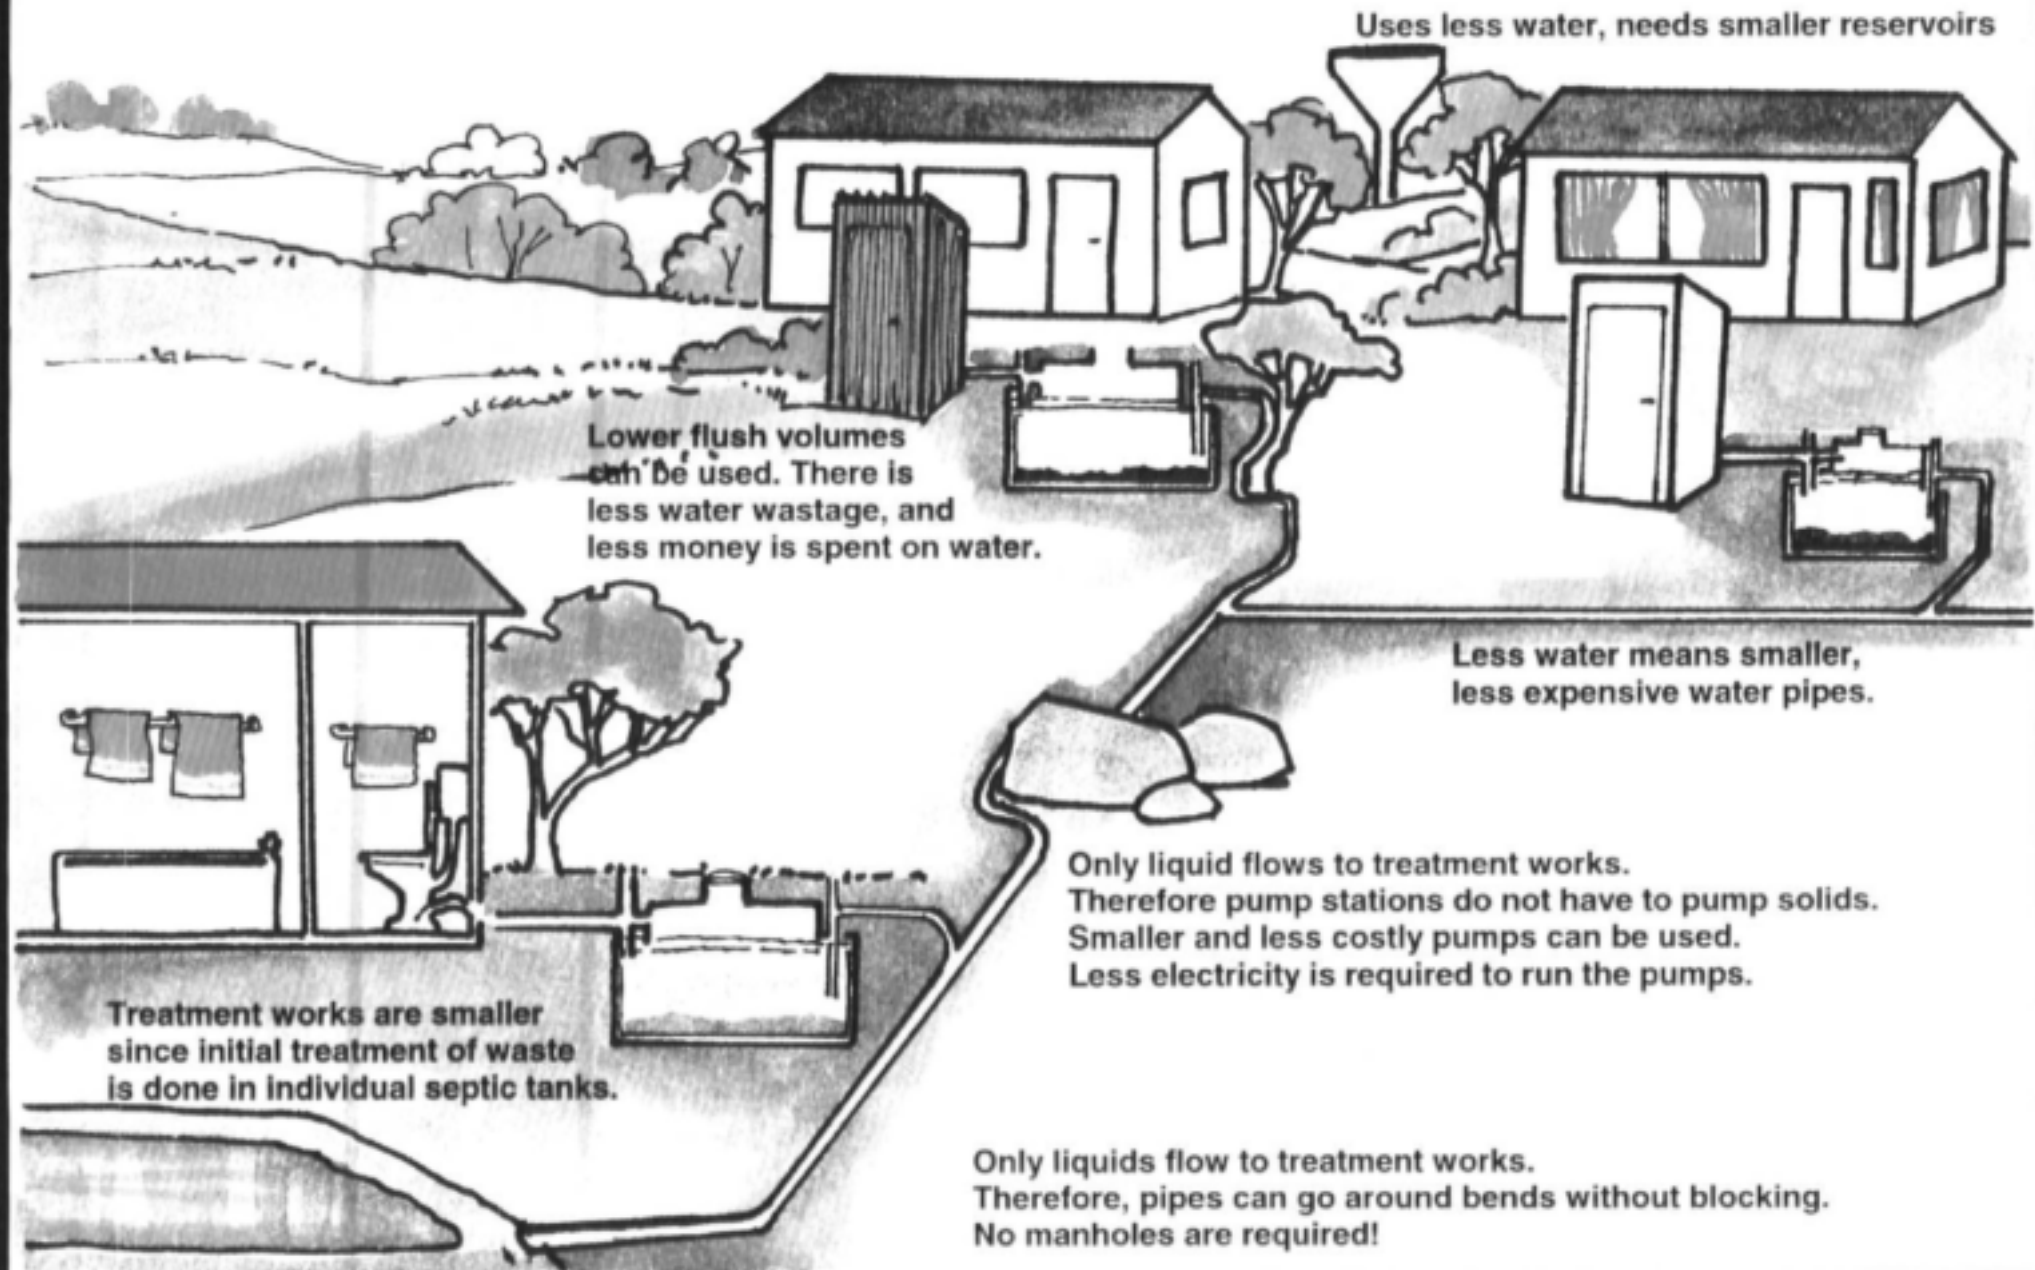 Uses less water, needs smaller reservoirs
Lower flush volumes
can be used. There is
less water wastage, and
less money is spent on water.
Less water means smaller,
less expensive water pipes.
Only liquid flows to treatment works.
Therefore pump stations do not have to pump solids.
Smaller and less costly pumps can be used.
Less electricity is required to run the pumps.
Treatment works are smaller
since initial treatment of waste
is done in individual septic tanks.
Only liquids flow to treatment works.
Therefore, pipes can go around bends without blocking.
No manholes are required!